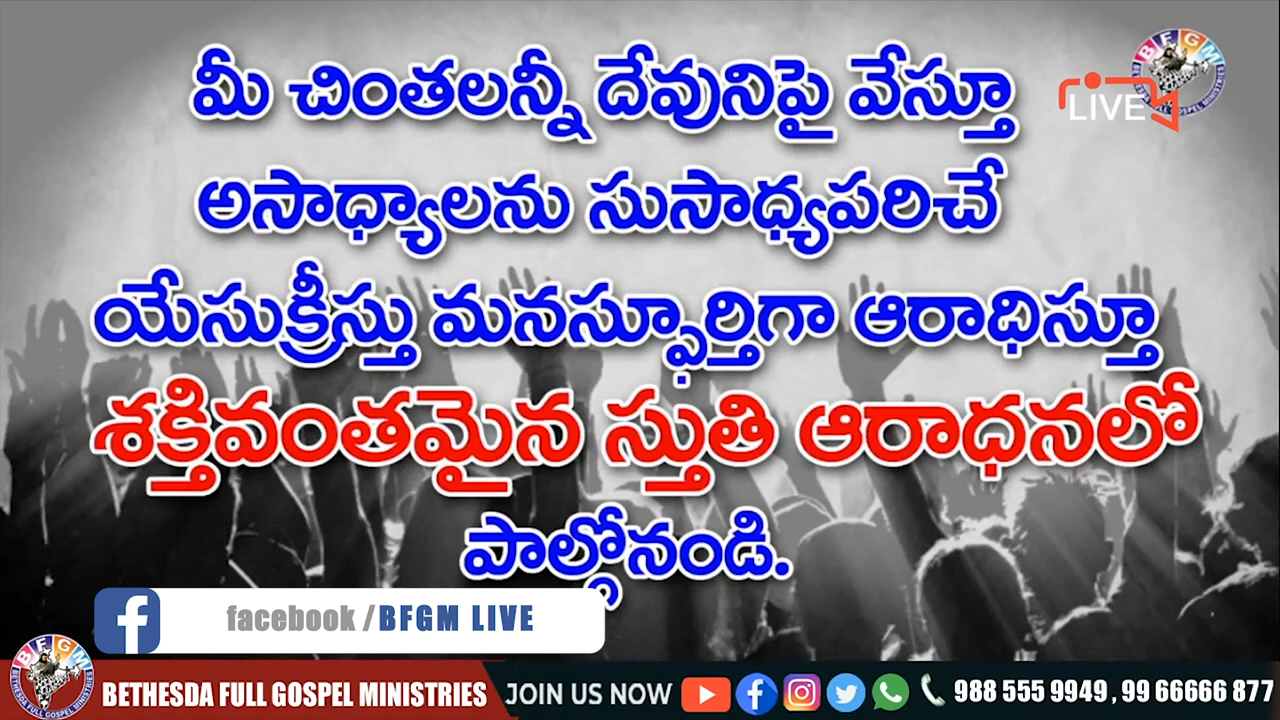 మీ చింతలన్నీ దేవునిపై వేస్తూ
LIVE
అసాధ్యాలను సుసాధ్యపరిచే
యేసుక్రీస్తు మనస్ఫూర్తిగా ఆరాధిస్తూ
శక్తివంతమైన స్తుతి ఆరాధనలో
పాల్గోనండి.
facebook / BFGM LIVE
BFGM
BETHESDA FULL GOSPEL MINISTRIES JOIN US NOW 988 555 9949 , 99 66666 877